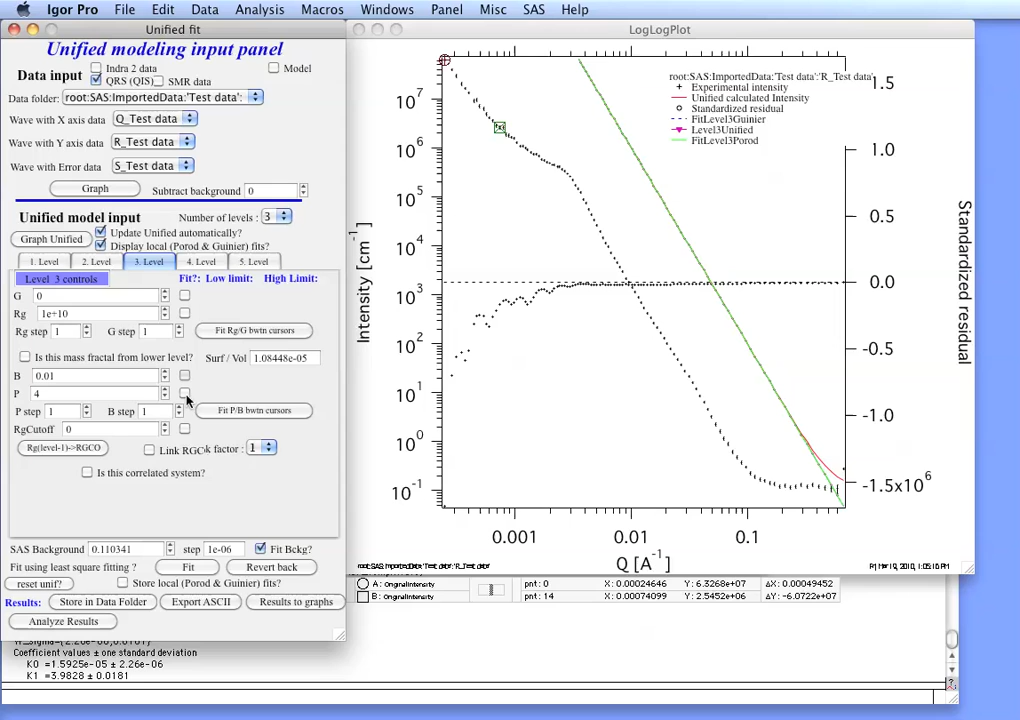 Igor Pro File Edit Data Analysis Macros Windows Panel Misc SAS Help
Unified fit
Unified modeling input panel
Data input
Indra 2 data
QRS (QIS)
SMR data
Model
Data folder: root:SAS:ImportedData:'Test data':
Wave with X axis data Q_Test data
Wave with Y axis data R_Test data
Wave with Error data S_Test data
Graph
Subtract background 0
Unified model input
Number of levels : 3
Graph Unified
Update Unified automatically?
Display local (Porod & Guinier) fits?
1. Level 2. Level 3. Level 4. Level 5. Level
Level 3 controls
Fit?: Low limit: High Limit:
G 0
Rg 1e+10
Rg step 1 G step 1 Fit Rg/G bwtn cursors
Is this mass fractal from lower level? Surf / Vol 1.08448e-05
B 0.01
P 4
P step 1 B step 1 Fit P/B bwtn cursors
RgCutoff 0
Rg(level-1)->RGCO Link RGC k factor : 1
Is this correlated system?
SAS Background 0.110341 step 1e-06 Fit Bckg?
Fit using least square fitting ? Fit Revert back
reset unif? Store local (Porod & Guinier) fits?
Results: Store in Data Folder Export ASCII Results to graphs
Analyze Results
LogLogPlot
root:SAS:ImportedData:'Test data':'R_Test data'
Experimental intensity
Unified calculated Intensity
Standardized residual
FitLevel3Guinier
Level3Unified
FitLevel3Porod
Intensity [cm-1]
10^7
10^6
10^5
10^4
10^3
10^2
10^1
10^0
10^-1
0.001 0.01 0.1
Q [A-1]
1.5
1.0
0.5
0.0
-0.5
-1.0
-1.5x10^6
Standardized residual
A : OriginalIntensity pnt: 0 X: 0.00024646 Y: 6.3268e+07 ΔX: 0.00049452
B : OriginalIntensity pnt: 14 X: 0.00074099 Y: 2.5452e+06 ΔY: -6.0722e+07
Coefficient values ± one standard deviation
K0 =1.5925e-05 ± 2.26e-06
K1 =3.9828 ± 0.0181